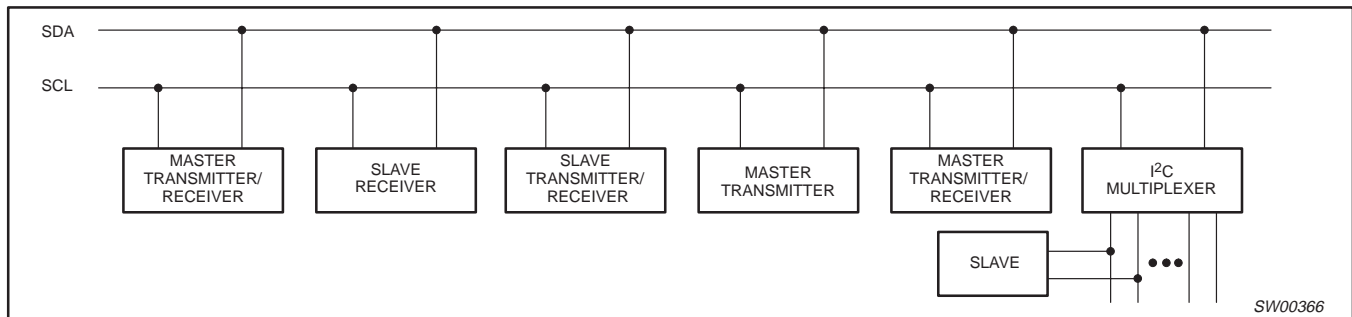 SDA
SCL
MASTER
TRANSMITTER/
RECEIVER
SLAVE
RECEIVER
SLAVE
TRANSMITTER/
RECEIVER
MASTER
TRANSMITTER
MASTER
TRANSMITTER/
RECEIVER
I²C
MULTIPLEXER
SLAVE
SW00366